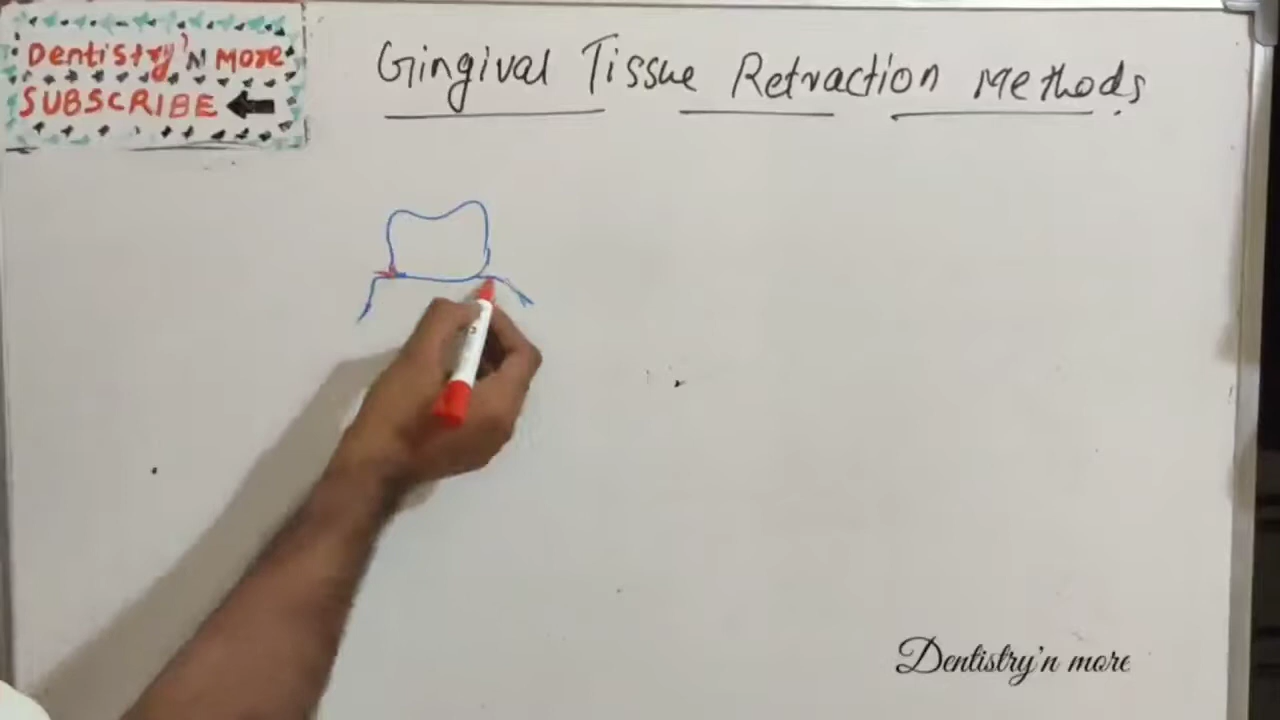 Dentistry'N MORE
SUBSCRIBE
Gingival Tissue Retraction Methods
Dentistry'n more